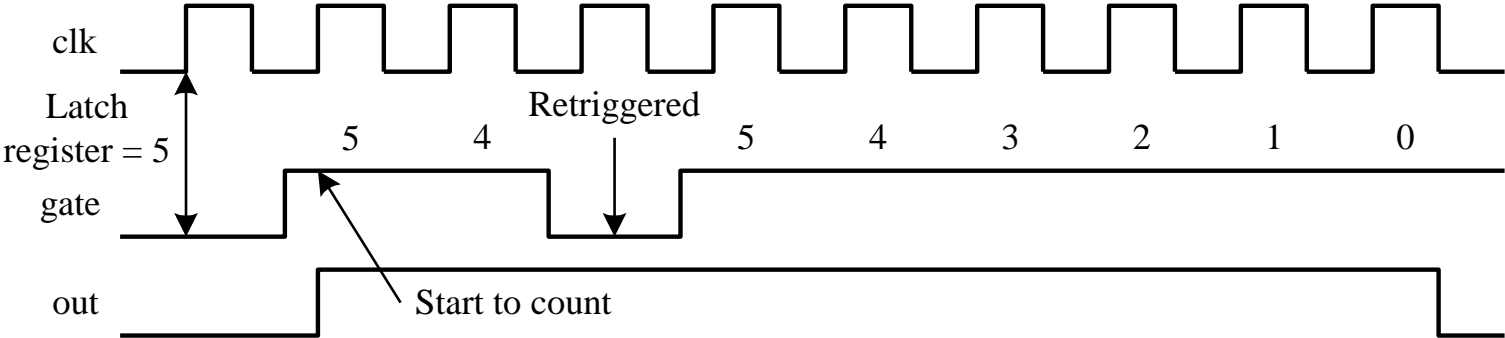 clk
Latch
register = 5
Retriggered
5 4 5 4 3 2 1 0
gate
out
Start to count